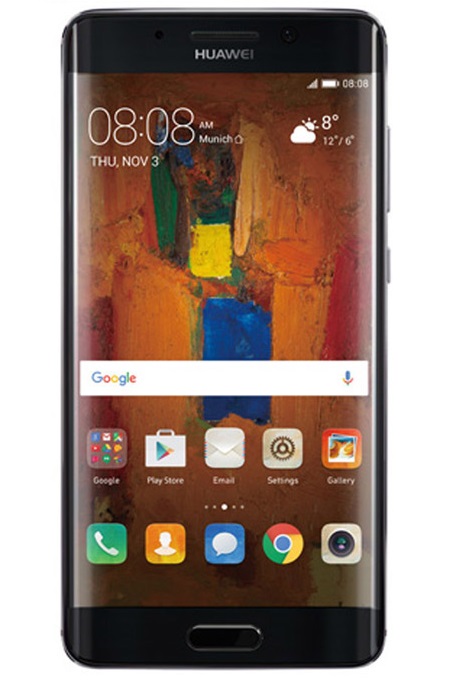 HUAWEI
08:08
08:08 AM
Munich
THU, NOV 3
8°
12°/ 6°
Google
Google
Play Store
Email
Settings
Gallery